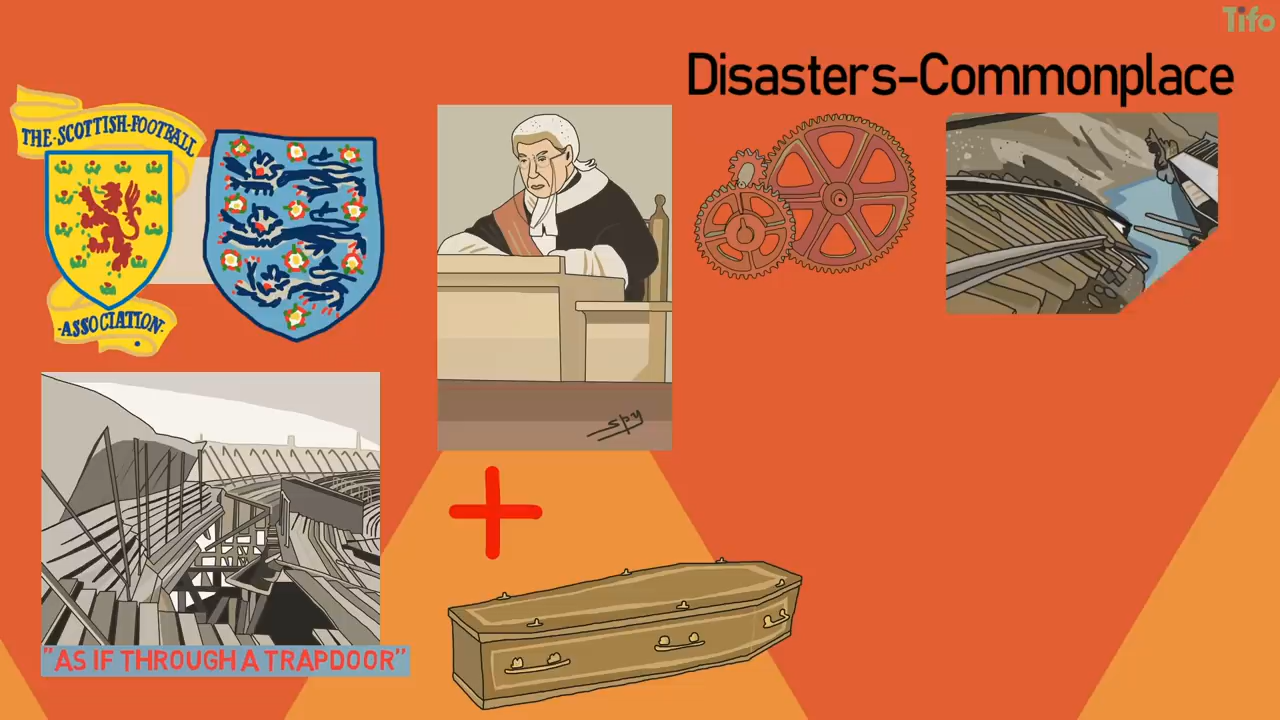 Tifo
Disasters-Commonplace
THE-SCOTTISH-FOOTBALL
-ASSOCIATION-
spy
"AS IF THROUGH A TRAPDOOR"